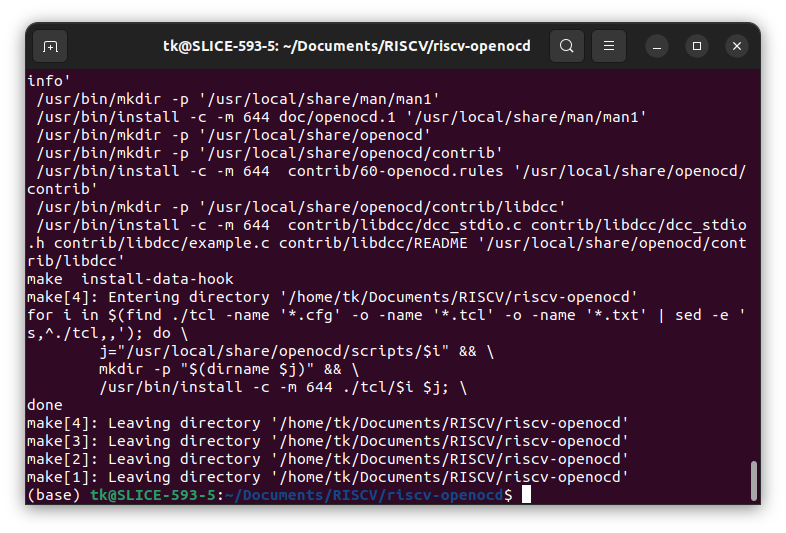 tk@SLICE-593-5: ~/Documents/RISCV/riscv-openocd
info'
 /usr/bin/mkdir -p '/usr/local/share/man/man1'
 /usr/bin/install -c -m 644 doc/openocd.1 '/usr/local/share/man/man1'
 /usr/bin/mkdir -p '/usr/local/share/openocd'
 /usr/bin/mkdir -p '/usr/local/share/openocd/contrib'
 /usr/bin/install -c -m 644  contrib/60-openocd.rules '/usr/local/share/openocd/
contrib'
 /usr/bin/mkdir -p '/usr/local/share/openocd/contrib/libdcc'
 /usr/bin/install -c -m 644  contrib/libdcc/dcc_stdio.c contrib/libdcc/dcc_stdio
.h contrib/libdcc/example.c contrib/libdcc/README '/usr/local/share/openocd/cont
rib/libdcc'
make  install-data-hook
make[4]: Entering directory '/home/tk/Documents/RISCV/riscv-openocd'
for i in $(find ./tcl -name '*.cfg' -o -name '*.tcl' -o -name '*.txt' | sed -e '
s,^./tcl,,'); do \
        j="/usr/local/share/openocd/scripts/$i" && \
        mkdir -p "$(dirname $j)" && \
        /usr/bin/install -c -m 644 ./tcl/$i $j; \
done
make[4]: Leaving directory '/home/tk/Documents/RISCV/riscv-openocd'
make[3]: Leaving directory '/home/tk/Documents/RISCV/riscv-openocd'
make[2]: Leaving directory '/home/tk/Documents/RISCV/riscv-openocd'
make[1]: Leaving directory '/home/tk/Documents/RISCV/riscv-openocd'
(base) tk@SLICE-593-5:~/Documents/RISCV/riscv-openocd$